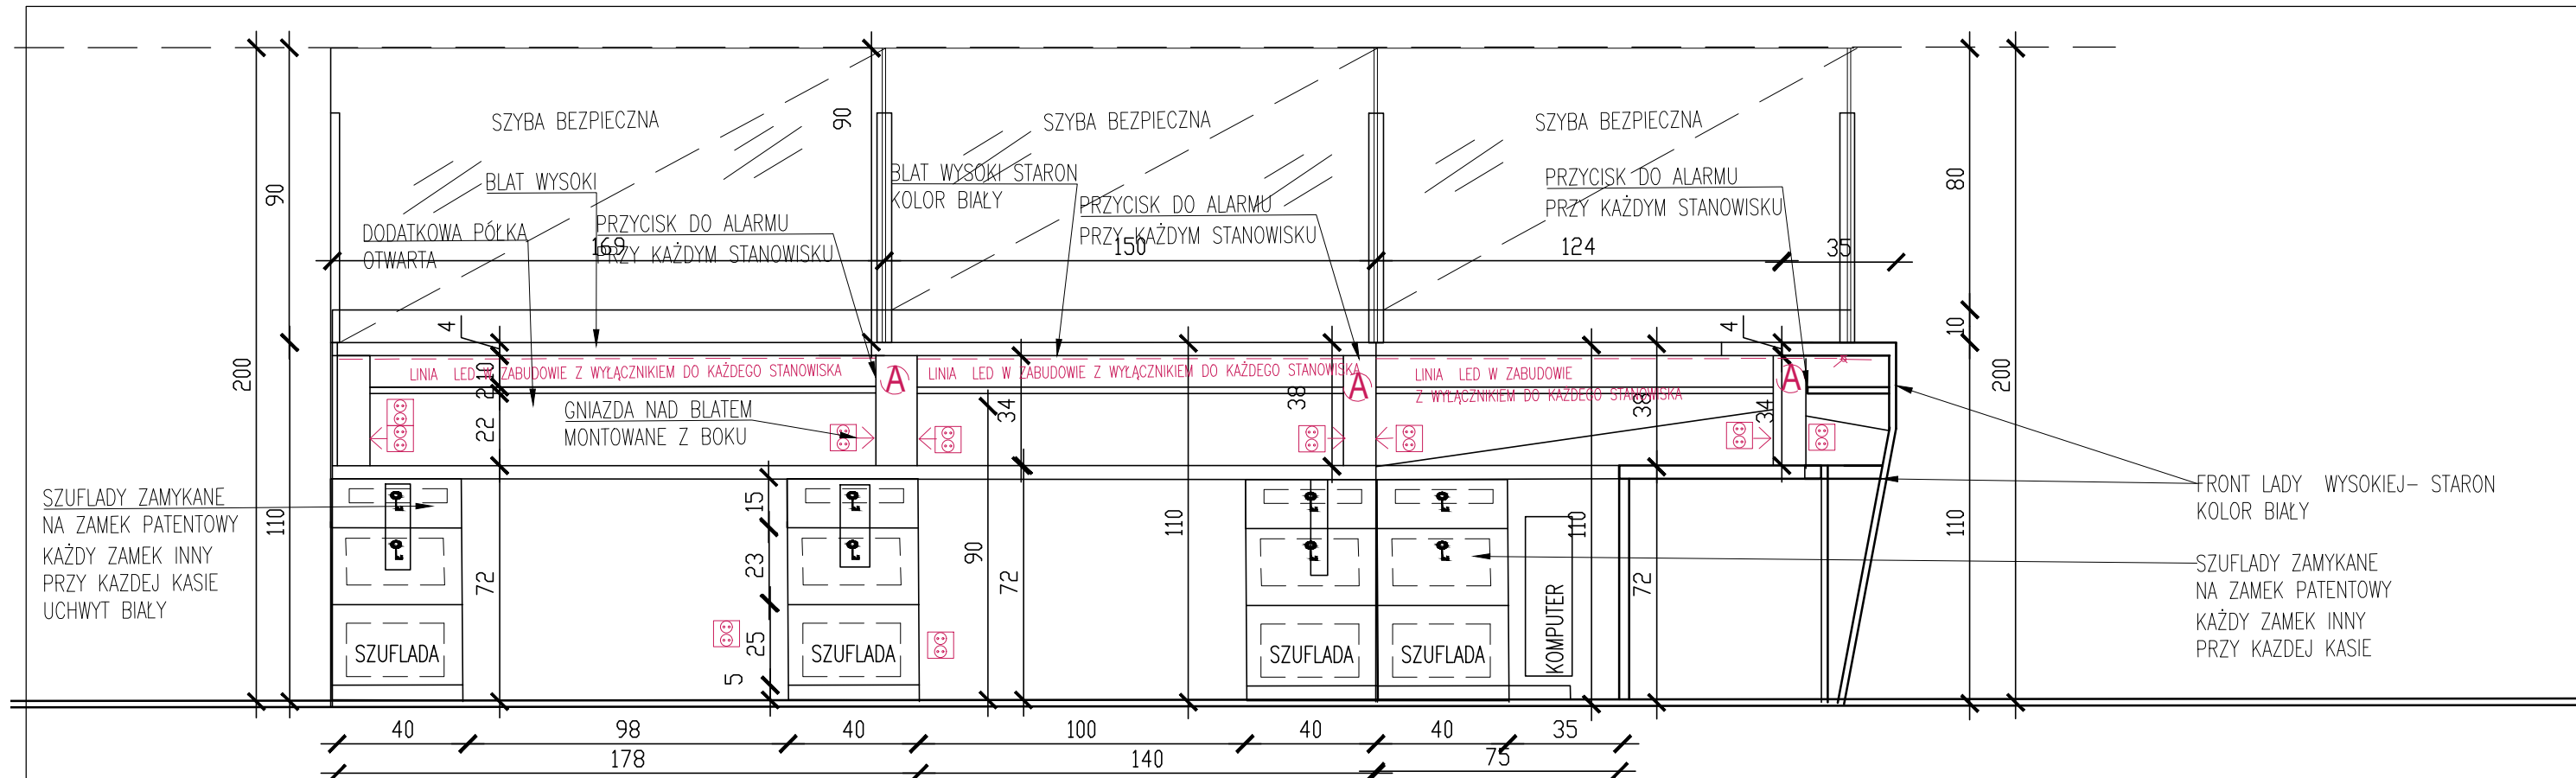 SZYBA BEZPIECZNA
SZYBA BEZPIECZNA
SZYBA BEZPIECZNA
90
90
80
BLAT WYSOKI
BLAT WYSOKI STARON
KOLOR BIAŁY
PRZYCISK DO ALARMU
PRZY KAŻDYM STANOWISKU
PRZYCISK DO ALARMU
PRZY KAŻDYM STANOWISKU
PRZYCISK DO ALARMU
PRZY KAŻDYM STANOWISKU
DODATKOWA PÓŁKA
OTWARTA
169
150
124
35
4
4
10
200
200
LINIA LED W ZABUDOWIE Z WYŁĄCZNIKIEM DO KAŻDEGO STANOWISKA
LINIA LED W ZABUDOWIE Z WYŁĄCZNIKIEM DO KAŻDEGO STANOWISKA
LINIA LED W ZABUDOWIE
Z WYŁĄCZNIKIEM DO KAŻDEGO STANOWISKA
A
A
A
10
2
22
34
38
38
34
GNIAZDA NAD BLATEM
MONTOWANE Z BOKU
SZUFLADY ZAMYKANE
NA ZAMEK PATENTOWY
KAŻDY ZAMEK INNY
PRZY KAZDEJ KASIE
UCHWYT BIAŁY
FRONT LADY WYSOKIEJ- STARON
KOLOR BIAŁY
SZUFLADY ZAMYKANE
NA ZAMEK PATENTOWY
KAŻDY ZAMEK INNY
PRZY KAZDEJ KASIE
110
72
15
23
25
5
90
72
110
110
72
110
SZUFLADA
SZUFLADA
SZUFLADA
SZUFLADA
KOMPUTER
40
98
40
100
40
40
35
178
140
75